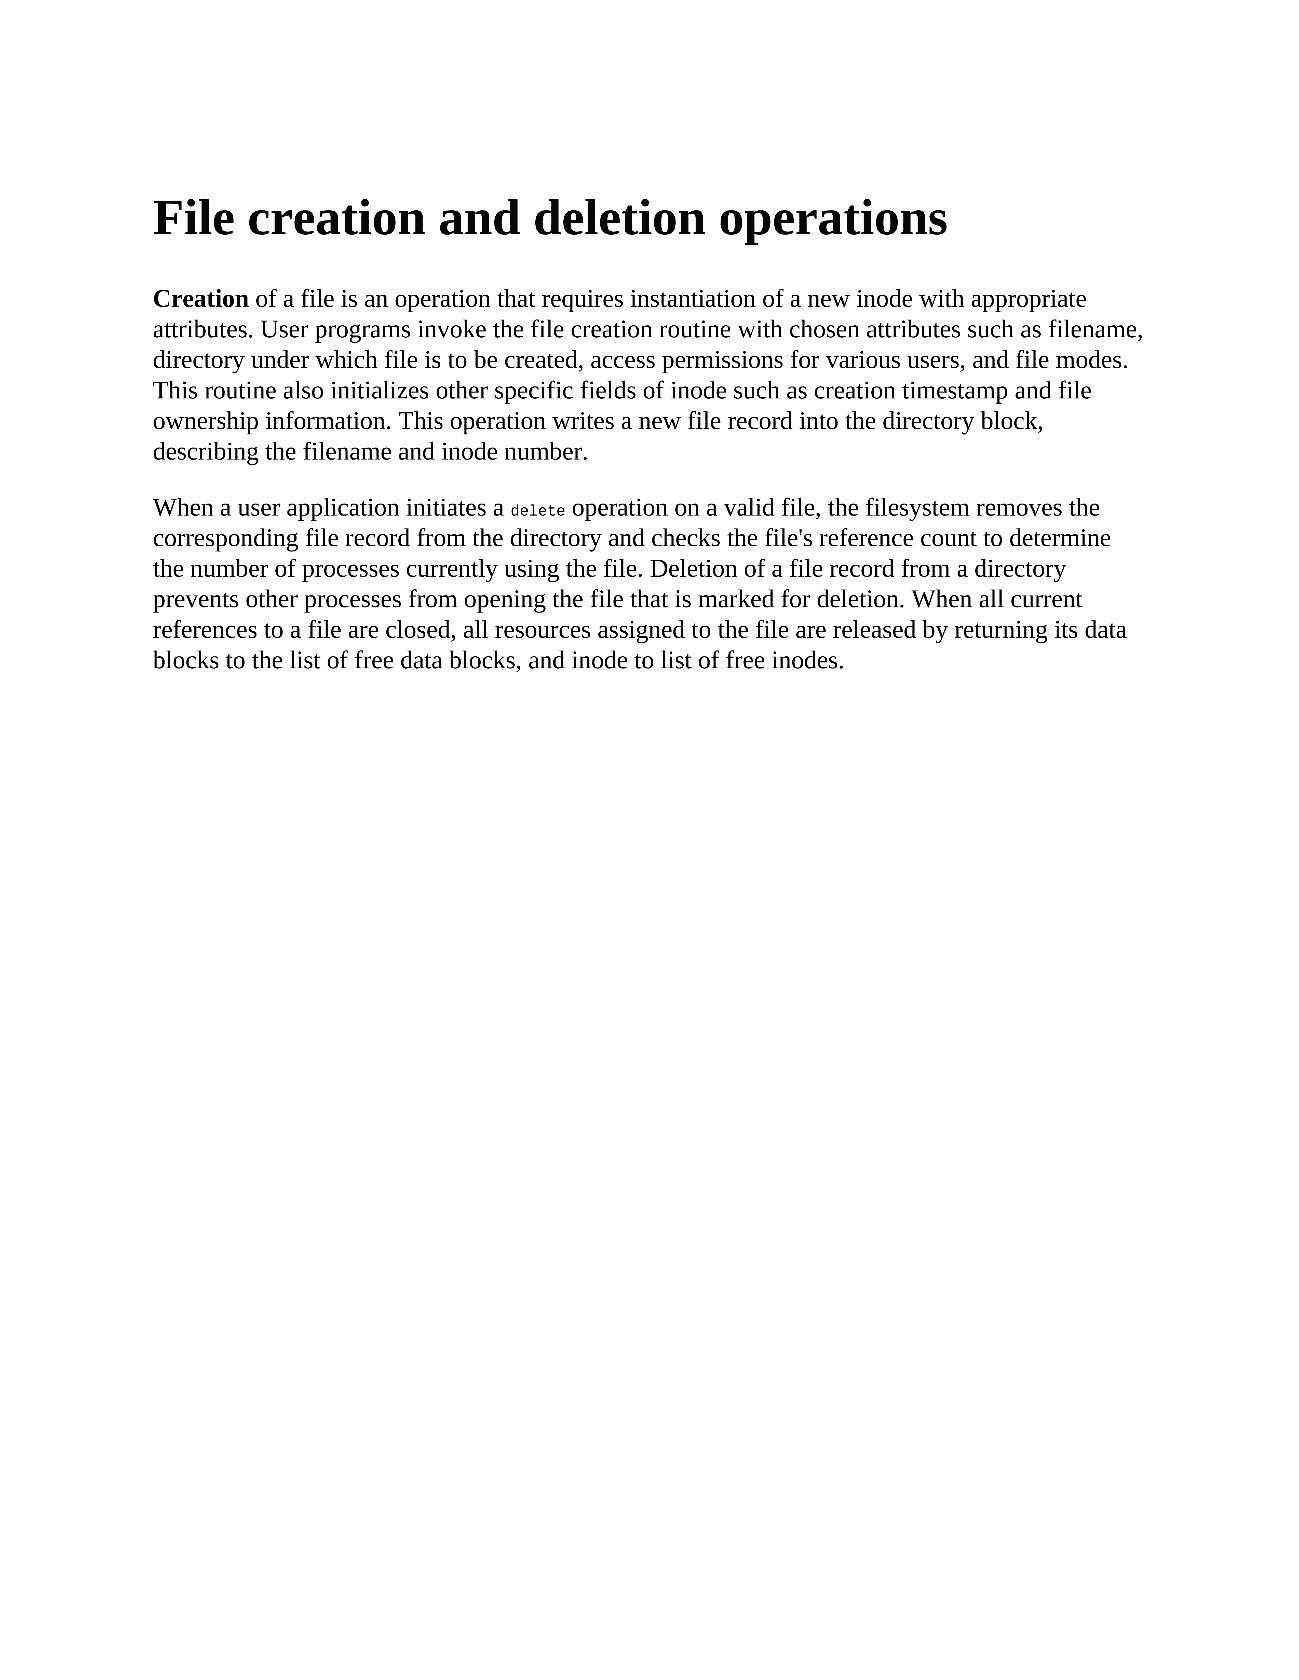 File creation and deletion operations
Creation of a file is an operation that requires instantiation of a new inode with appropriate
attributes. User programs invoke the file creation routine with chosen attributes such as filename,
directory under which file is to be created, access permissions for various users, and file modes.
This routine also initializes other specific fields of inode such as creation timestamp and file
ownership information. This operation writes a new file record into the directory block,
describing the filename and inode number.
When a user application initiates a delete operation on a valid file, the filesystem removes the
corresponding file record from the directory and checks the file's reference count to determine
the number of processes currently using the file. Deletion of a file record from a directory
prevents other processes from opening the file that is marked for deletion. When all current
references to a file are closed, all resources assigned to the file are released by returning its data
blocks to the list of free data blocks, and inode to list of free inodes.